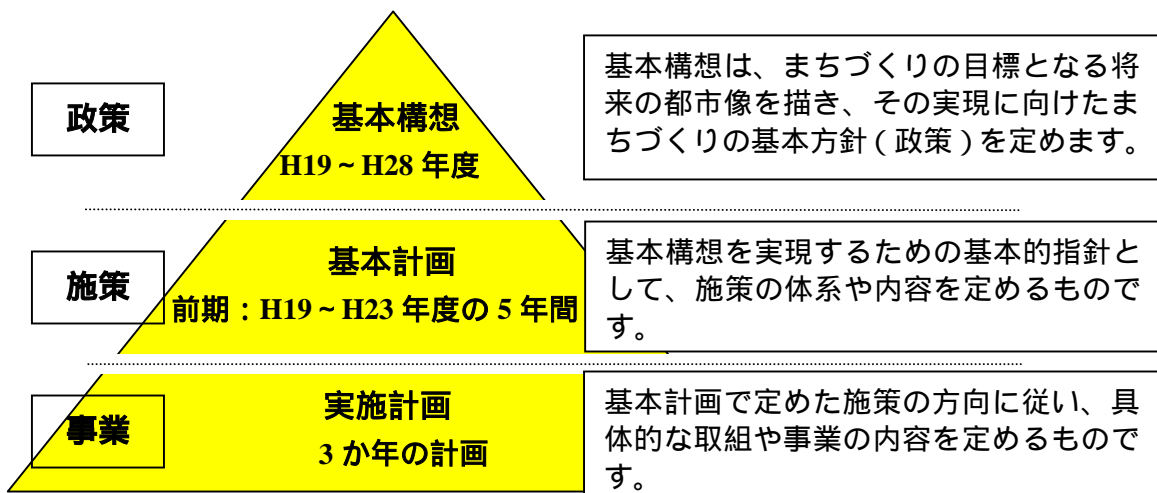 政策
基本構想
H19~H28 年度
基本構想は、まちづくりの目標となる将
来の都市像を描き、その実現に向けたま
ちづくりの基本方針(政策)を定めます。
施策
基本計画
前期:H19~H23 年度の 5 年間
基本構想を実現するための基本的指針と
して、施策の体系や内容を定めるもので
す。
事業
実施計画
3 か年の計画
基本計画で定めた施策の方向に従い、具
体的な取組や事業の内容を定めるもので
す。